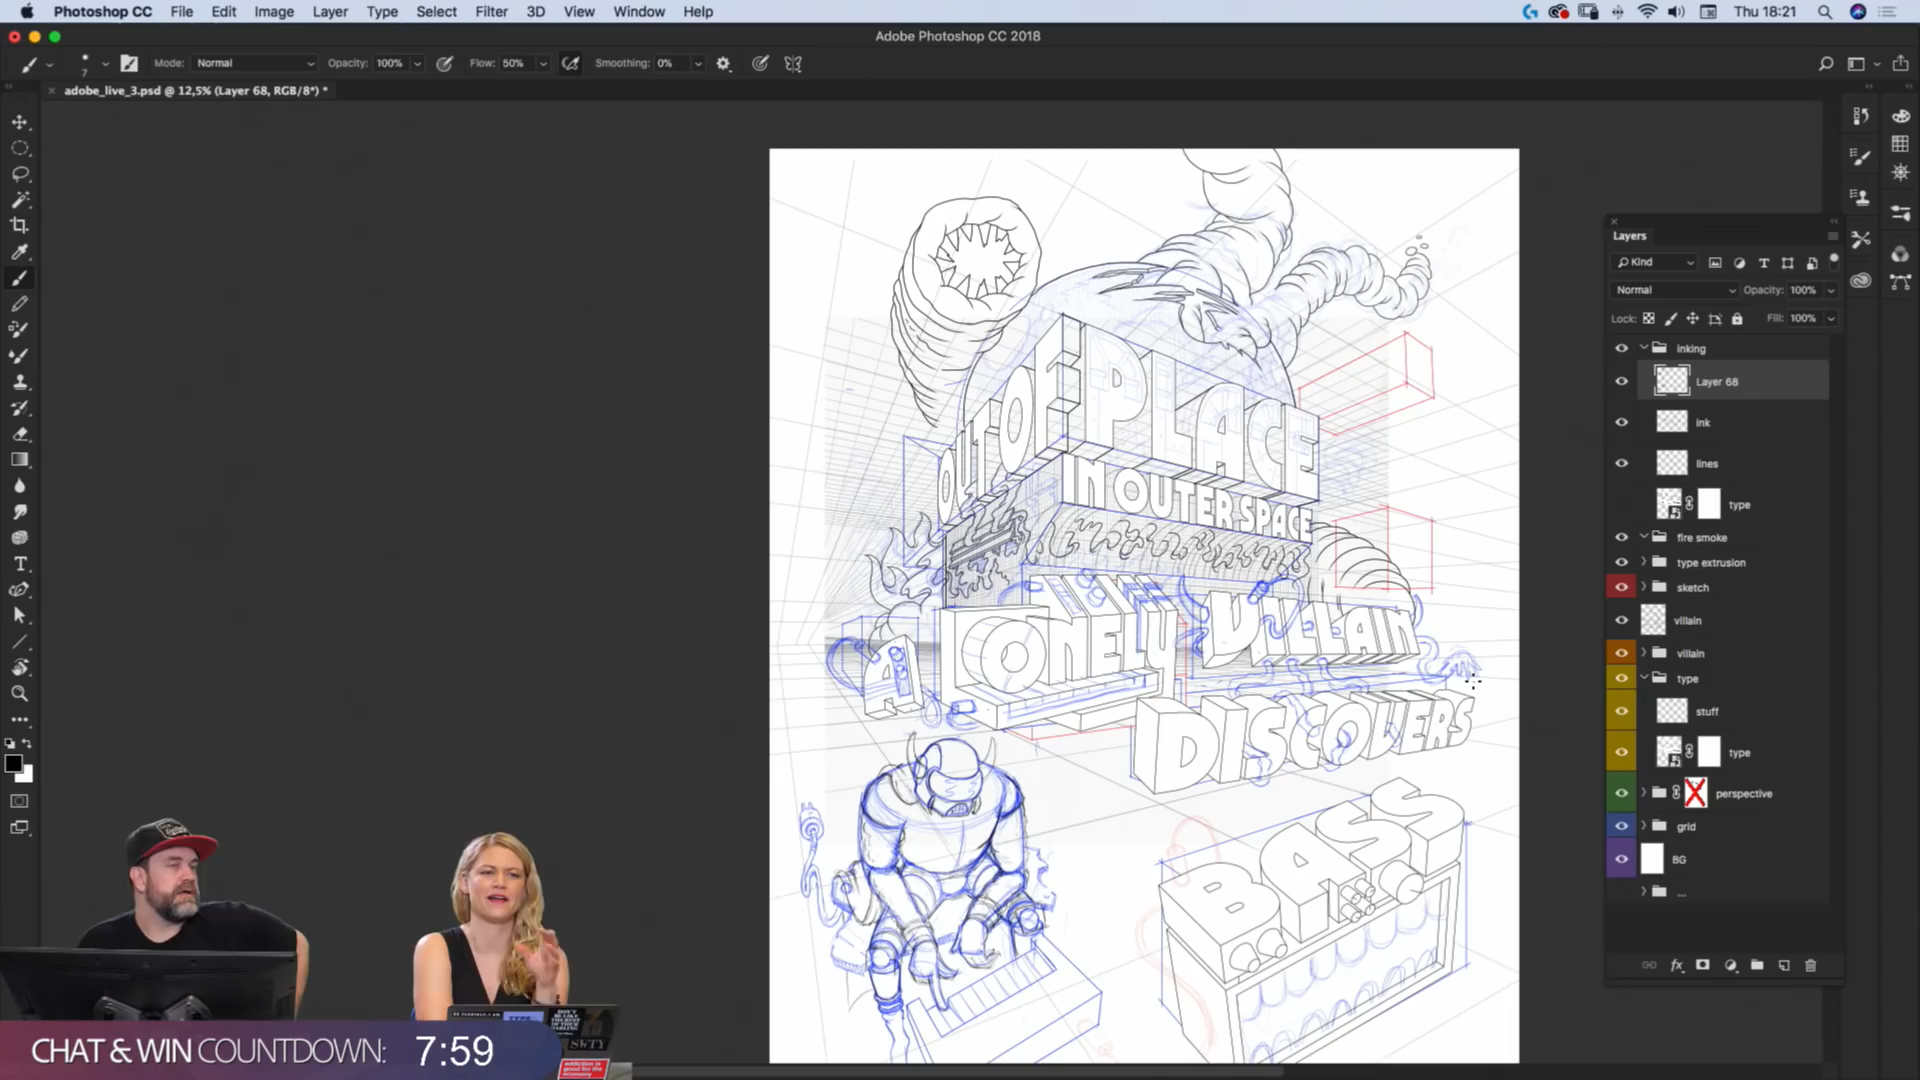 Photoshop CC File Edit Image Layer Type Select Filter 3D View Window Help Thu 18:21
Adobe Photoshop CC 2018
7 Mode: Normal Opacity: 100% Flow: 50% Smoothing: 0%
adobe_live_3.psd @ 12,5% (Layer 68, RGB/8*) *
Layers
Kind
Normal Opacity: 100%
Lock: Fill: 100%
inking
Layer 68
ink
lines
type
fire smoke
type extrusion
sketch
villain
villain
type
stuff
type
perspective
grid
BG
...
fx
OUT OF PLACE
IN OUTER SPACE
A LONELY VILLAIN
DISCOVERS
BASS
CHAT & WIN COUNTDOWN: 7:59